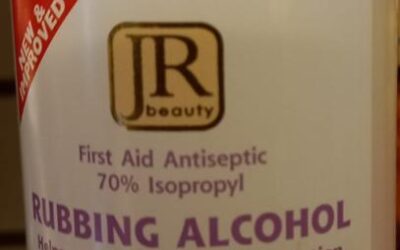 NEW &
IMPROVED
JR
beauty
First Aid Antiseptic
70% Isopropyl
RUBBING ALCOHOL